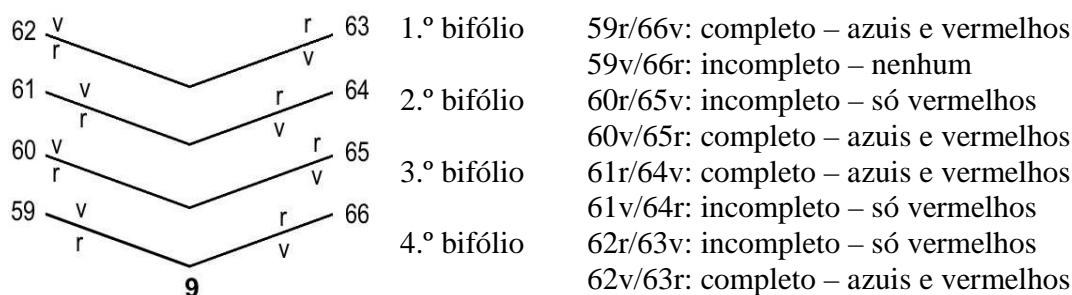 62 v r r v 63 1.º bifólio 59r/66v: completo – azuis e vermelhos
59v/66r: incompleto – nenhum
61 v r r v 64 2.º bifólio 60r/65v: incompleto – só vermelhos
60v/65r: completo – azuis e vermelhos
60 v r r v 65 3.º bifólio 61r/64v: completo – azuis e vermelhos
61v/64r: incompleto – só vermelhos
59 v r r v 66 4.º bifólio 62r/63v: incompleto – só vermelhos
62v/63r: completo – azuis e vermelhos
9